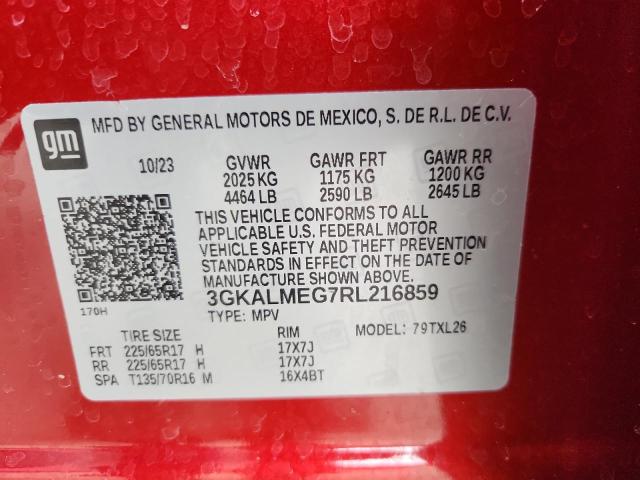 gm
MFD BY GENERAL MOTORS DE MEXICO, S. DE R.L. DE C.V.
10/23 GVWR GAWR FRT GAWR RR
2025 KG 1175 KG 1200 KG
4464 LB 2590 LB 2645 LB
THIS VEHICLE CONFORMS TO ALL
APPLICABLE U.S. FEDERAL MOTOR
VEHICLE SAFETY AND THEFT PREVENTION
STANDARDS IN EFFECT ON THE DATE OF
MANUFACTURE SHOWN ABOVE.
170H
3GKALMEG7RL216859
TYPE: MPV MODEL: 79TXL26
TIRE SIZE RIM
FRT 225/65R17 H 17X7J
RR 225/65R17 H 17X7J
SPA T135/70R16 M 16X4BT